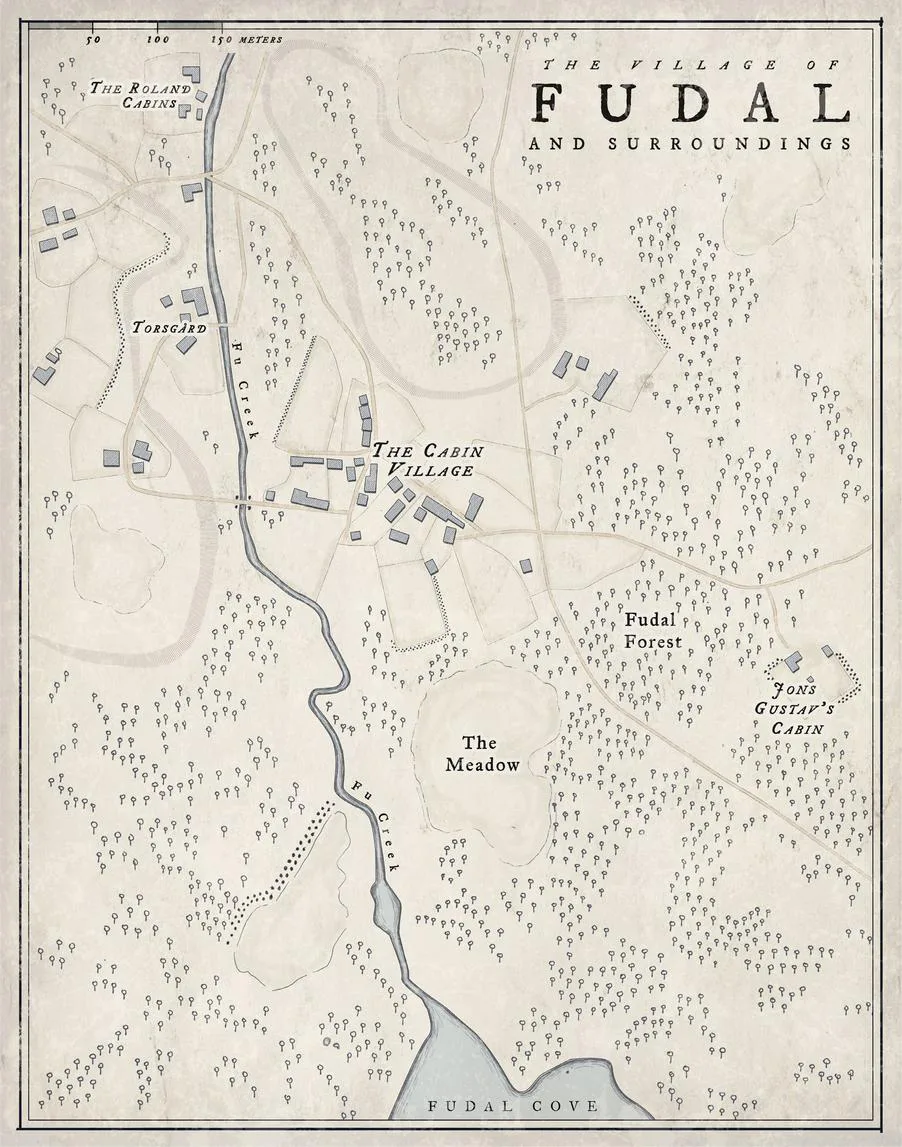 50 100 150 METERS
THE VILLAGE OF
FUDAL
AND SURROUNDINGS
THE ROLAND
CABINS
TORSGÅRD
Fu Creek
THE CABIN
VILLAGE
Fudal
Forest
JONS
GUSTAV'S
CABIN
The
Meadow
Fu Creek
FUDAL COVE